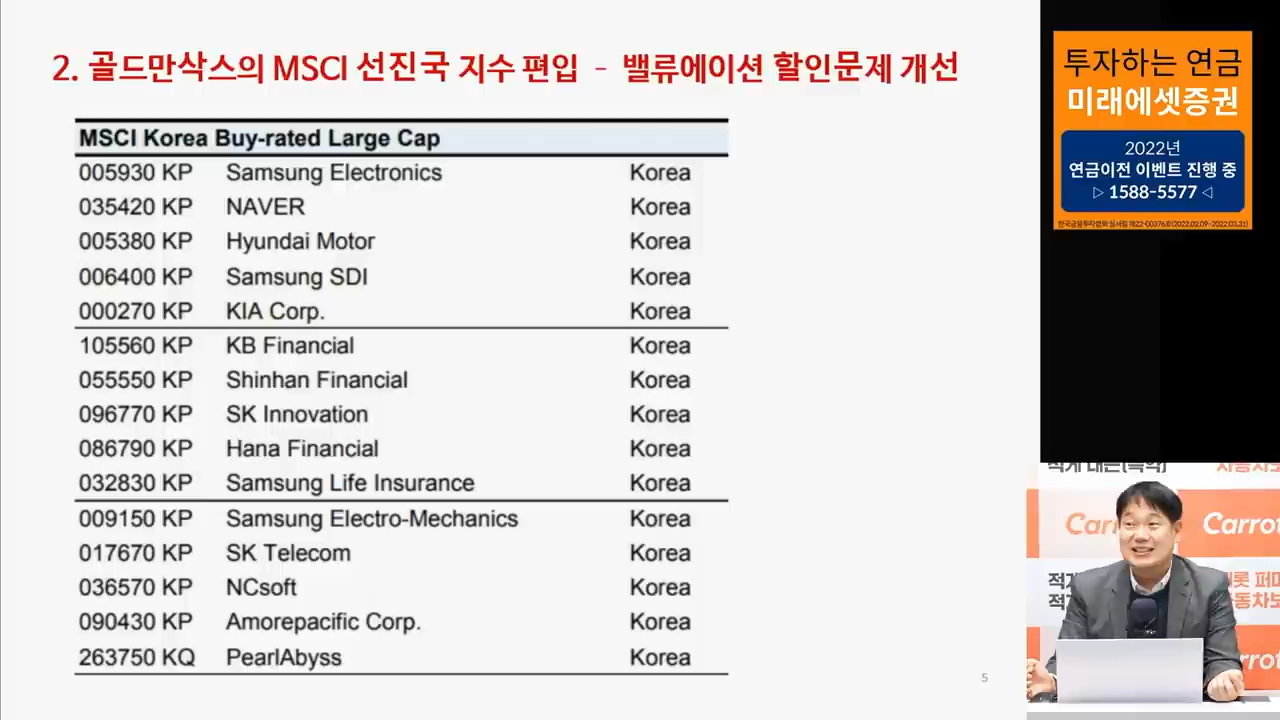 2. 골드만삭스의 MSCI 선진국 지수 편입 - 밸류에이션 할인문제 개선
MSCI Korea Buy-rated Large Cap
005930 KP Samsung Electronics Korea
035420 KP NAVER Korea
005380 KP Hyundai Motor Korea
006400 KP Samsung SDI Korea
000270 KP KIA Corp. Korea
105560 KP KB Financial Korea
055550 KP Shinhan Financial Korea
096770 KP SK Innovation Korea
086790 KP Hana Financial Korea
032830 KP Samsung Life Insurance Korea
009150 KP Samsung Electro-Mechanics Korea
017670 KP SK Telecom Korea
036570 KP NCsoft Korea
090430 KP Amorepacific Corp. Korea
263750 KQ PearlAbyss Korea
5
투자하는 연금
미래에셋증권
2022년
연금이전 이벤트 진행 중
▷ 1588-5577 ◁
Carr
Carrot
적